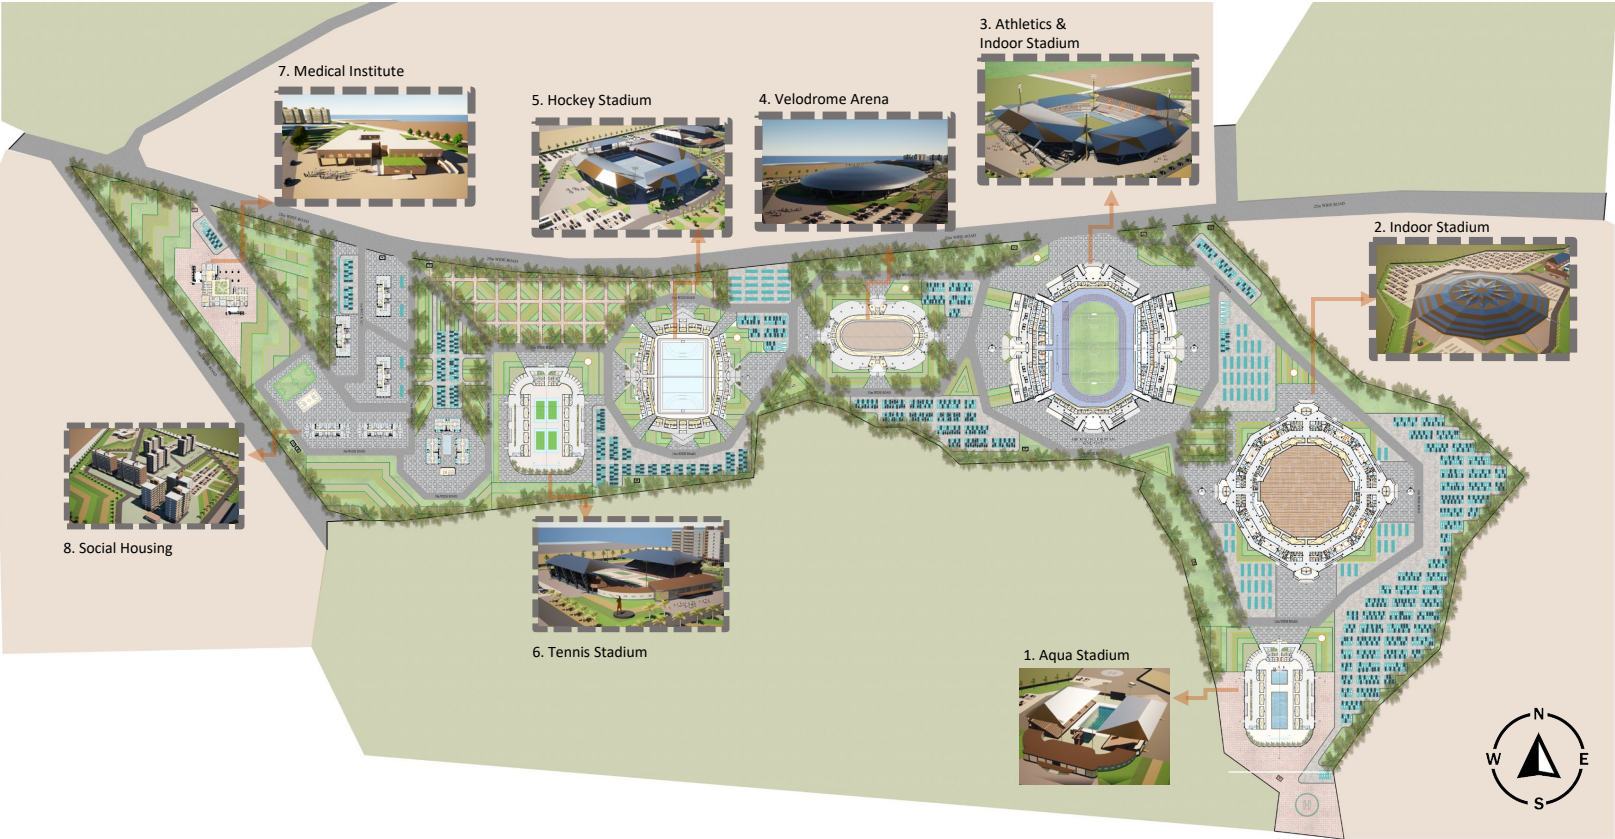 3. Athletics &
Indoor Stadium
7. Medical Institute
5. Hockey Stadium
4. Velodrome Arena
2. Indoor Stadium
8. Social Housing
6. Tennis Stadium
1. Aqua Stadium
N
W E
S
H